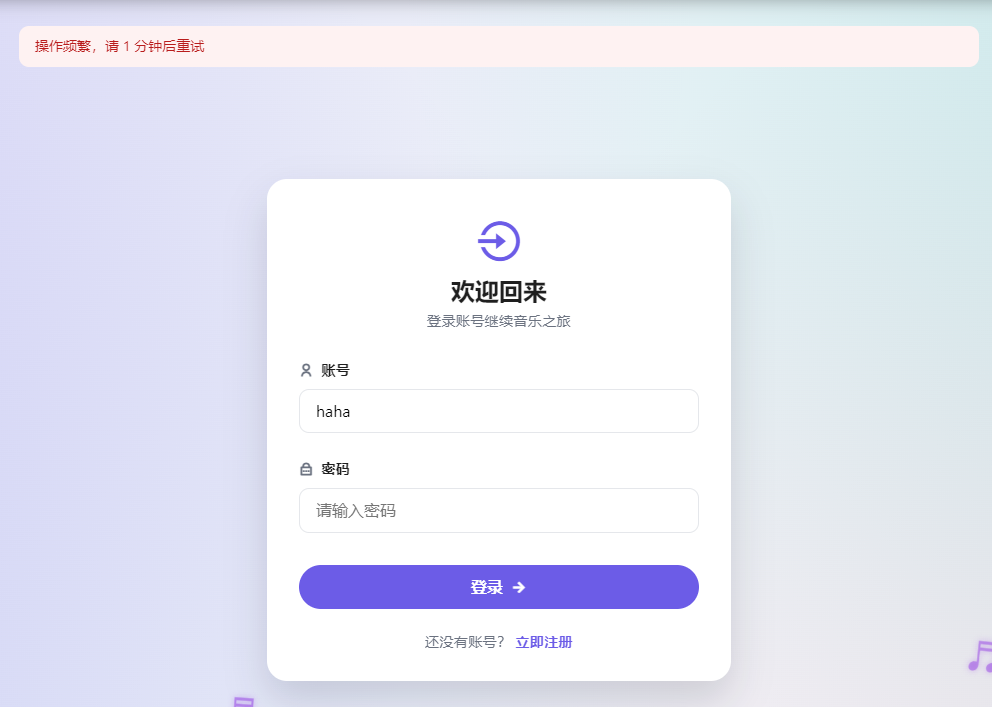 操作频繁，请 1 分钟后重试
欢迎回来
登录账号继续音乐之旅
账号
haha
密码
请输入密码
登录 →
还没有账号？ 立即注册